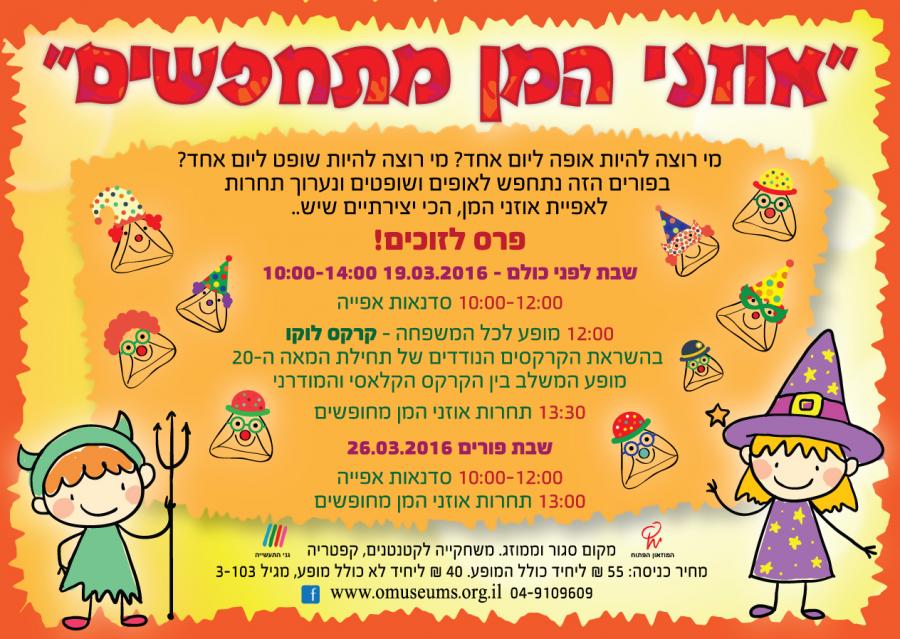 "אוזני המן מתחפשים"
מי רוצה להיות אופה ליום אחד? מי רוצה להיות שופט ליום אחד?
בפורים הזה נתחפש לאופים ושופטים ונערוך תחרות
לאפיית אוזני המן, הכי יצירתיים שיש..
פרס לזוכים!
שבת לפני כולם - 19.03.2016 10:00-14:00
10:00-12:00 סדנאות אפייה
12:00 מופע לכל המשפחה - קרקס לוקו
בהשראת הקרקסים הנודדים של תחילת המאה ה-20
מופע המשלב בין הקרקס הקלאסי והמודרני
13:30 תחרות אוזני המן מחופשים
שבת פורים 26.03.2016
10:00-12:00 סדנאות אפייה
13:00 תחרות אוזני המן מחופשים
המוזאון הפתוח
מקום סגור וממוזג. משחקייה לקטנטנים, קפטריה
גני התעשייה
מחיר כניסה: 55 ₪ ליחיד כולל המופע. 40 ₪ ליחיד לא כולל מופע, מגיל 3-103
04-9109609 www.omuseums.org.il f